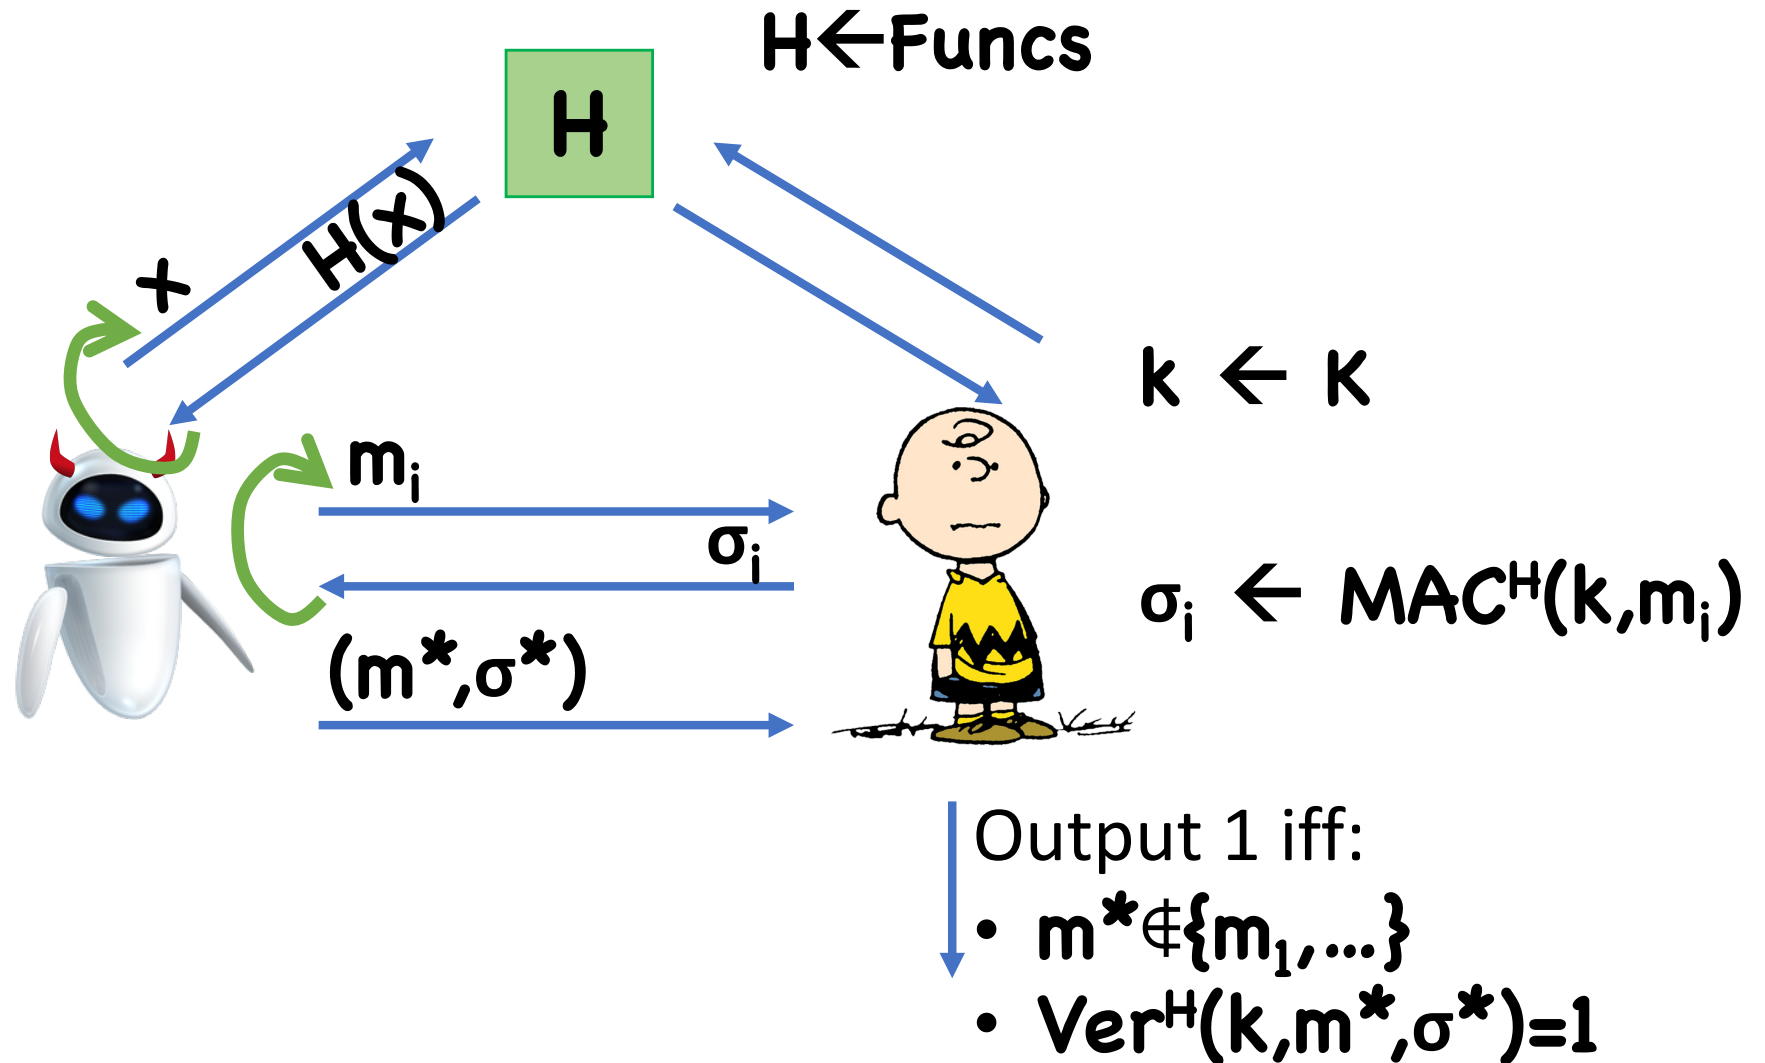 H←Funcs
H
x
H(x)
k ← K
mᵢ
σᵢ
σᵢ ← MACᴴ(k,mᵢ)
(m*,σ*)
Output 1 iff:
• m*∉{m₁,…}
• Verᴴ(k,m*,σ*)=1